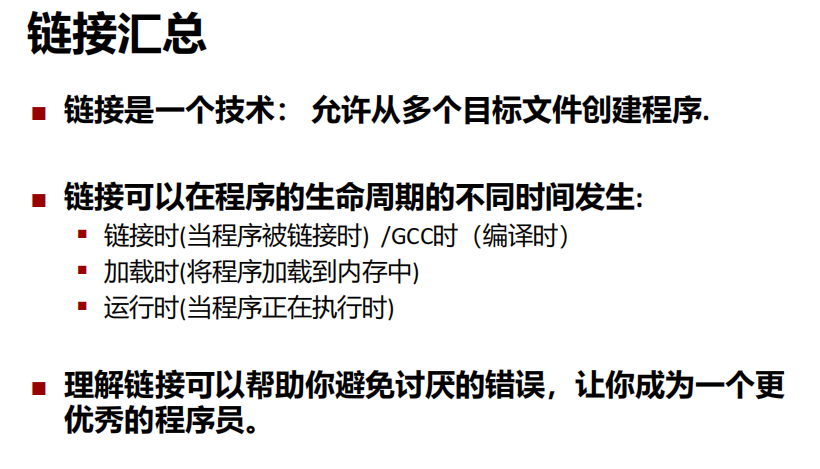 链接汇总
链接是一个技术： 允许从多个目标文件创建程序.
链接可以在程序的生命周期的不同时间发生:
链接时(当程序被链接时) /GCC时（编译时）
加载时(将程序加载到内存中)
运行时(当程序正在执行时)
理解链接可以帮助你避免讨厌的错误，让你成为一个更
优秀的程序员。